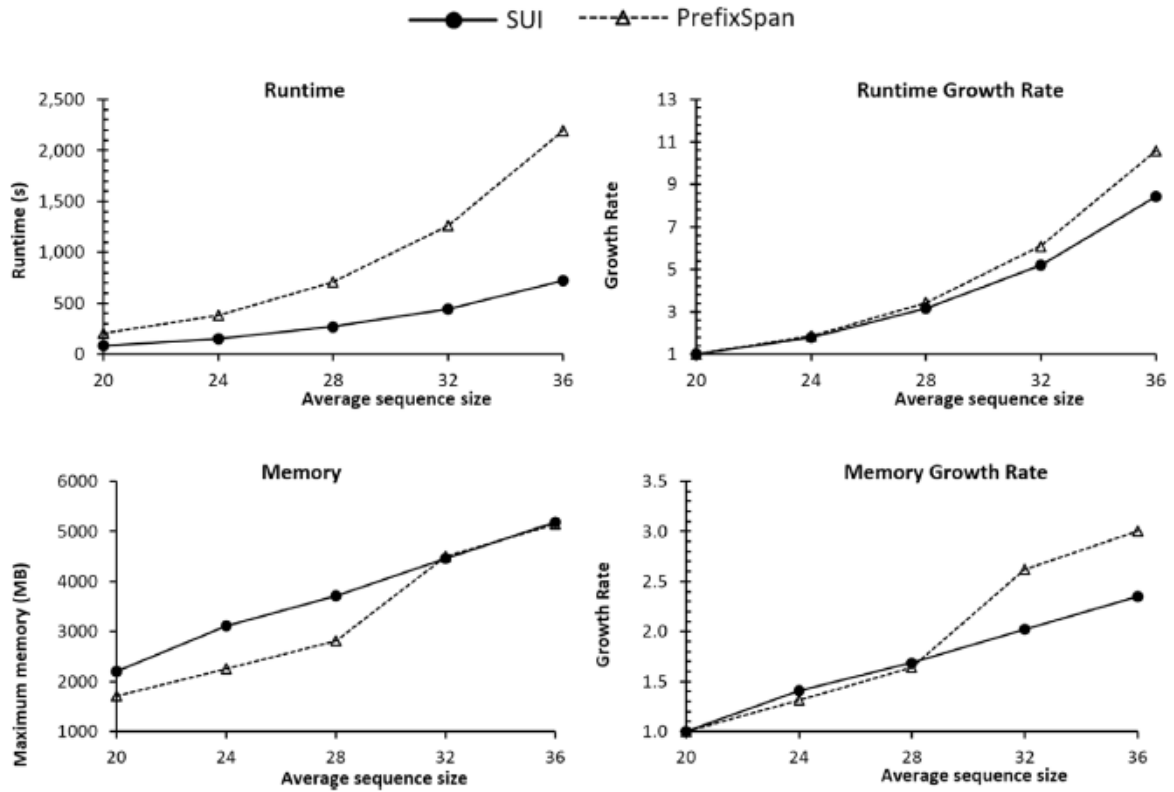 SUI PrefixSpan
Runtime
2,500
2,000
1,500
1,000
500
0
Runtime (s)
20 24 28 32 36
Average sequence size
Runtime Growth Rate
13
11
9
7
5
3
1
Growth Rate
20 24 28 32 36
Average sequence size
Memory
6000
5000
4000
3000
2000
1000
Maximum memory (MB)
20 24 28 32 36
Average sequence size
Memory Growth Rate
3.5
3.0
2.5
2.0
1.5
1.0
Growth Rate
20 24 28 32 36
Average sequence size